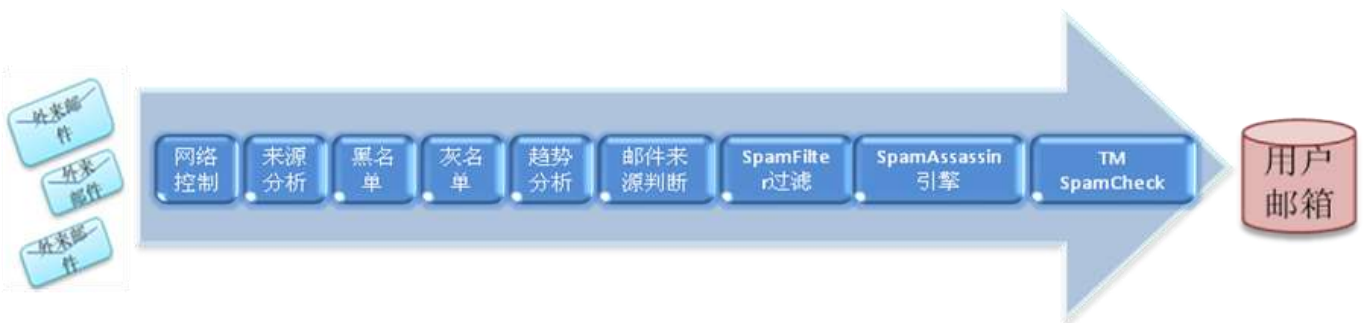 外来邮
件
外来
邮件
外来邮
件
网络
控制
来源
分析
黑名
单
灰名
单
趋势
分析
邮件来
源判断
SpamFilte
r过滤
SpamAssassin
引擎
TM
SpamCheck
用户
邮箱